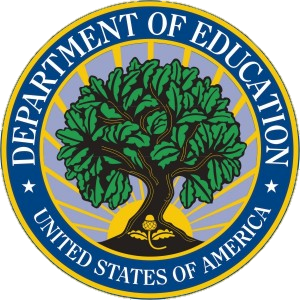 DEPARTMENT OF EDUCATION
UNITED STATES OF AMERICA